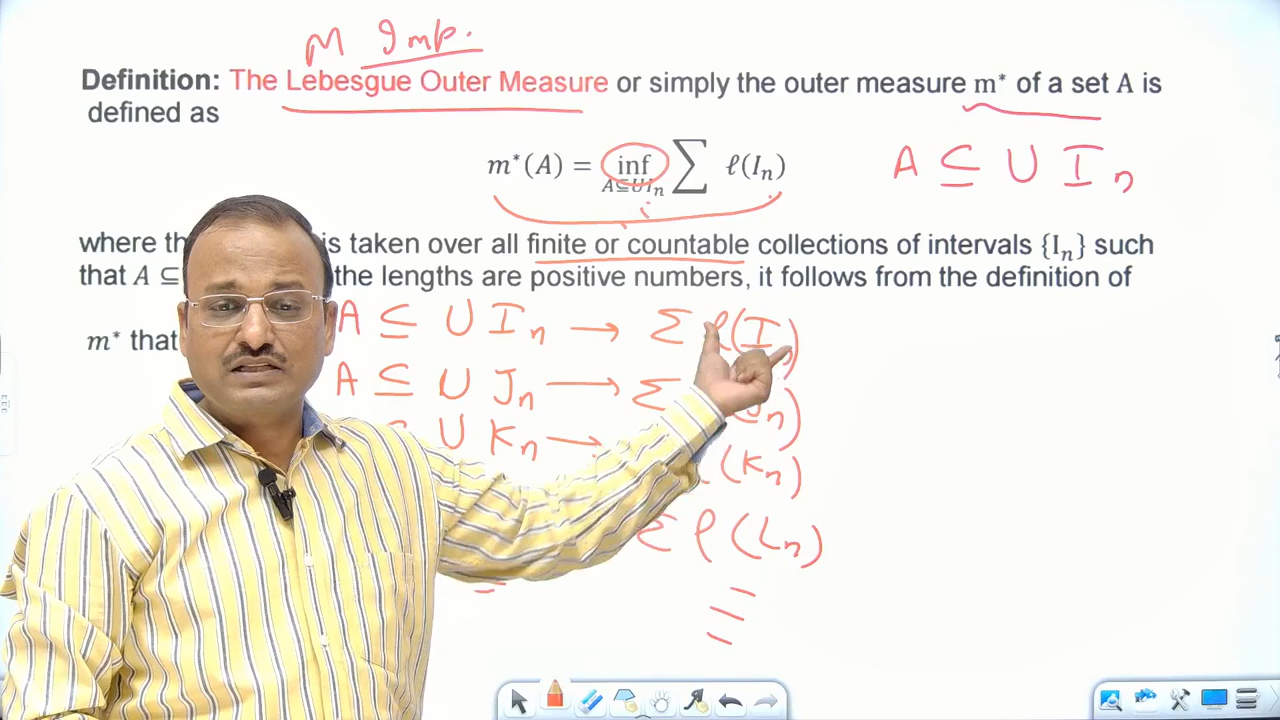 M Imp.
Definition: The Lebesgue Outer Measure or simply the outer measure m* of a set A is
defined as
m*(A) = inf ∑ ℓ(Iₙ)
A⊆∪Iₙ
A ⊆ ∪ Iₙ
where is taken over all finite or countable collections of intervals {Iₙ} such
that A ⊆ the lengths are positive numbers, it follows from the definition of
m* that
A ⊆ ∪ Iₙ → Σ ℓ(Iₙ)
A ⊆ ∪ Jₙ → Σ Jₙ)
∪ Kₙ → (Kₙ)
Σ ℓ(Lₙ)